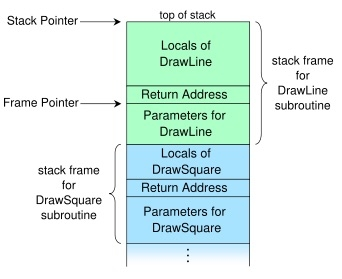 Stack Pointer
top of stack
Locals of
DrawLine
stack frame
for
DrawLine
subroutine
Return Address
Frame Pointer
Parameters for
DrawLine
stack frame
for
DrawSquare
subroutine
Locals of
DrawSquare
Return Address
Parameters for
DrawSquare